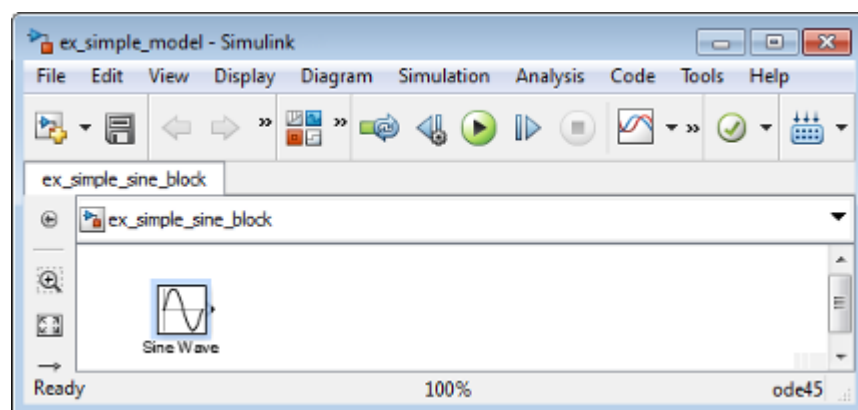 ex_simple_model - Simulink
File Edit View Display Diagram Simulation Analysis Code Tools Help
ex_simple_sine_block
ex_simple_sine_block
Sine Wave
Ready 100% ode45